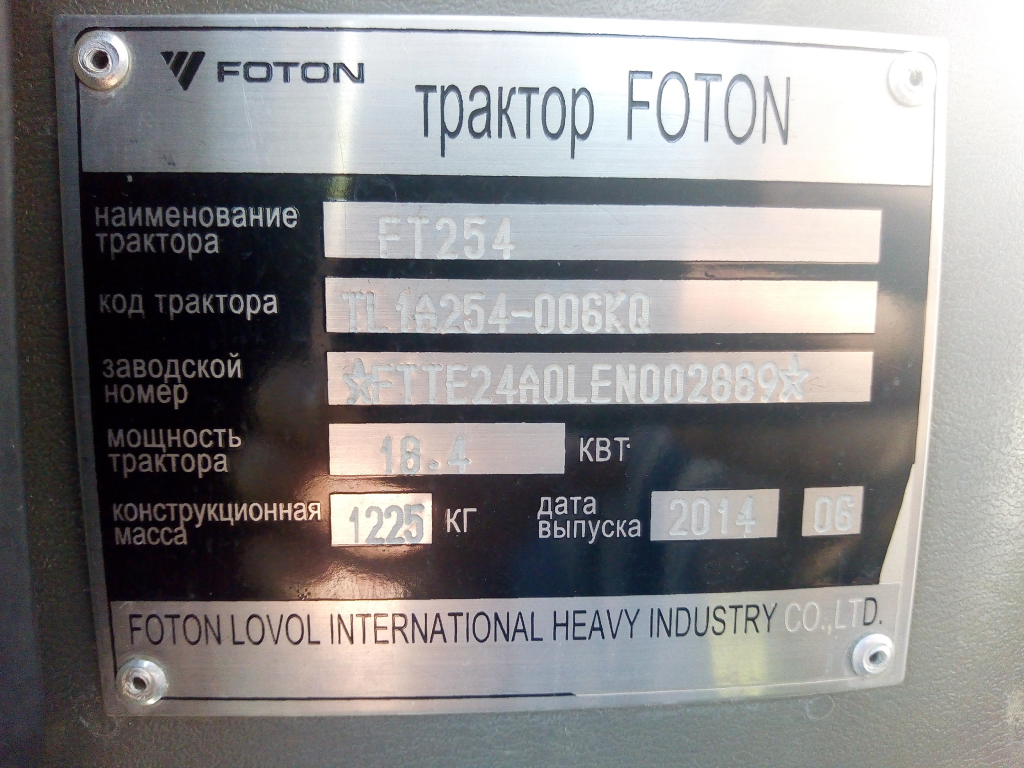 FOTON
трактор FOTON
наименование
трактора
FT254
код трактора
TL1A254-006KQ
заводской
номер
☆FTTE24A0LEN002889☆
мощность
трактора
18.4
КВТ
конструкционная
масса
1225
КГ
дата
выпуска
2014
06
FOTON LOVOL INTERNATIONAL HEAVY INDUSTRY CO.,LTD.